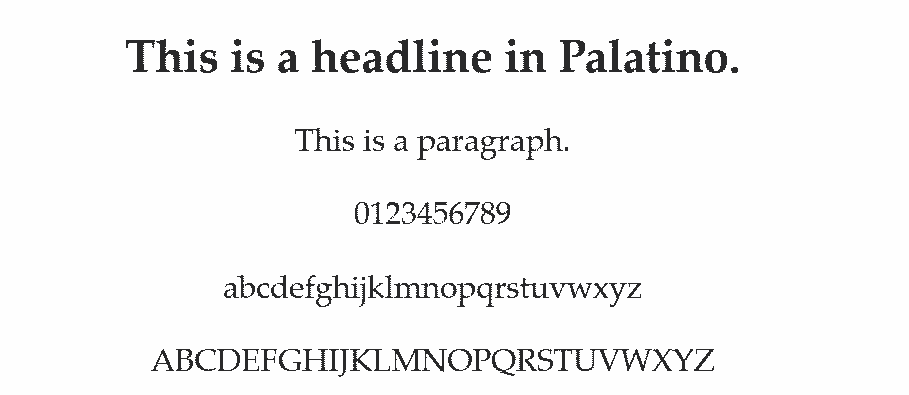 This is a headline in Palatino.
This is a paragraph.
0123456789
abcdefghijklmnopqrstuvwxyz
ABCDEFGHIJKLMNOPQRSTUVWXYZ